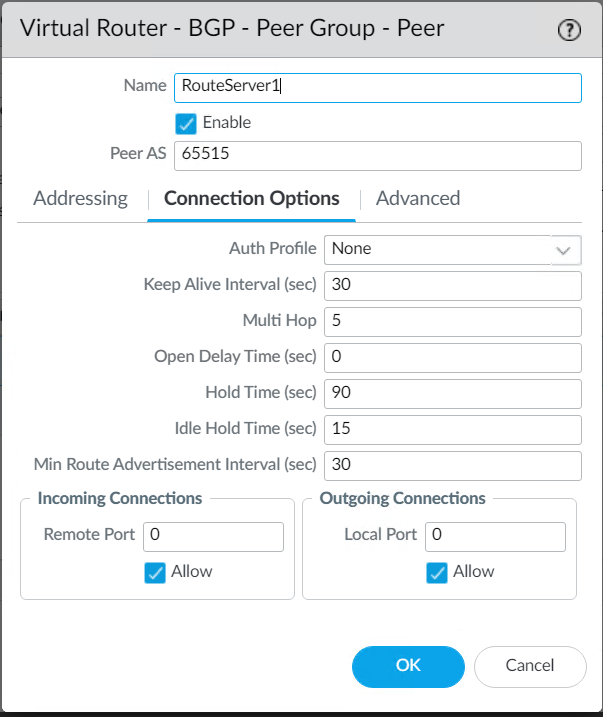 Virtual Router - BGP - Peer Group - Peer ?
Name RouteServer1
Enable
Peer AS 65515
Addressing Connection Options Advanced
Auth Profile None
Keep Alive Interval (sec) 30
Multi Hop 5
Open Delay Time (sec) 0
Hold Time (sec) 90
Idle Hold Time (sec) 15
Min Route Advertisement Interval (sec) 30
Incoming Connections Outgoing Connections
Remote Port 0 Local Port 0
Allow Allow
OK Cancel